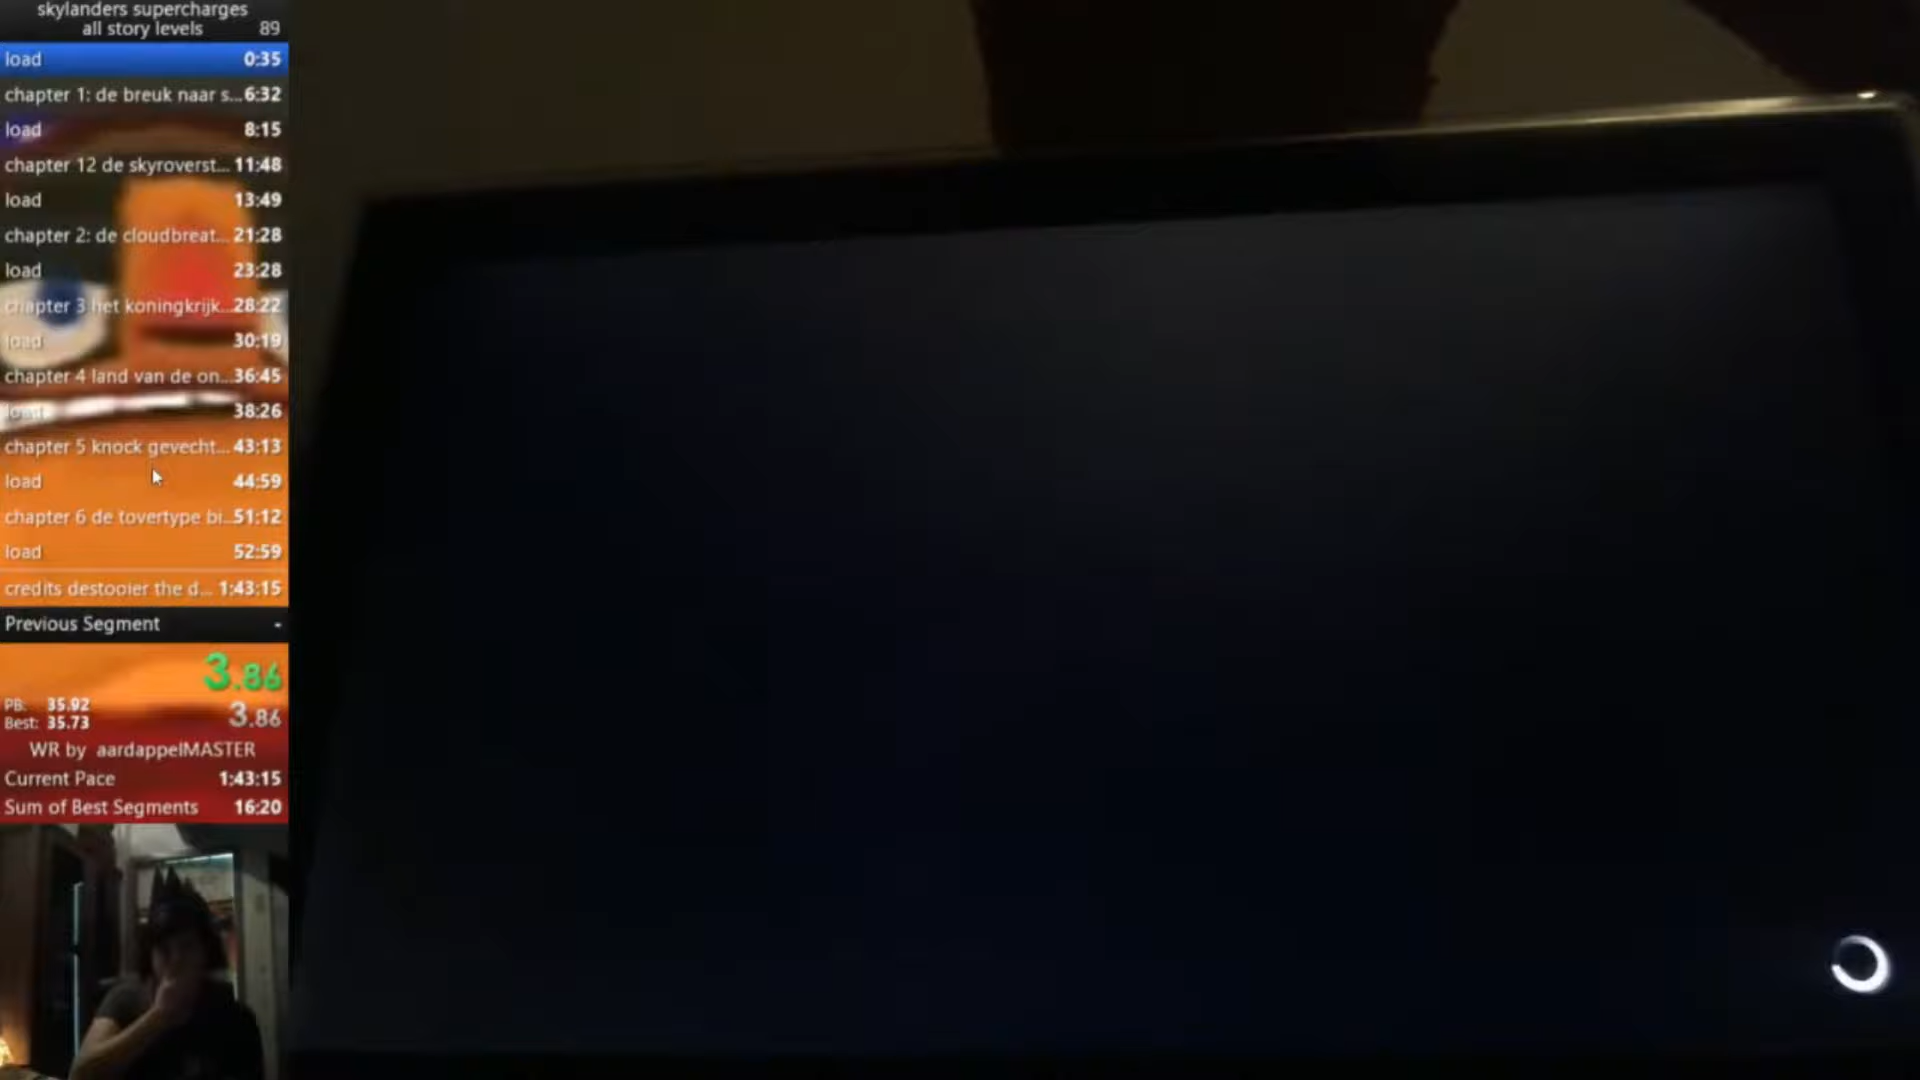 skylanders supercharges
all story levels 89
load 0:35
chapter 1: de breuk naar s... 6:32
load 8:15
chapter 12 de skyroverst... 11:48
load 13:49
chapter 2: de cloudbreat... 21:28
load 23:28
chapter 3 het koningkrijk... 28:22
load 30:19
chapter 4 land van de on... 36:45
load 38:26
chapter 5 knock gevecht... 43:13
load 44:59
chapter 6 de tovertype bi... 51:12
load 52:59
credits destooier the d... 1:43:15
Previous Segment -
3.86
PB: 35.92
Best: 35.73 3.86
WR by aardappelMASTER
Current Pace 1:43:15
Sum of Best Segments 16:20